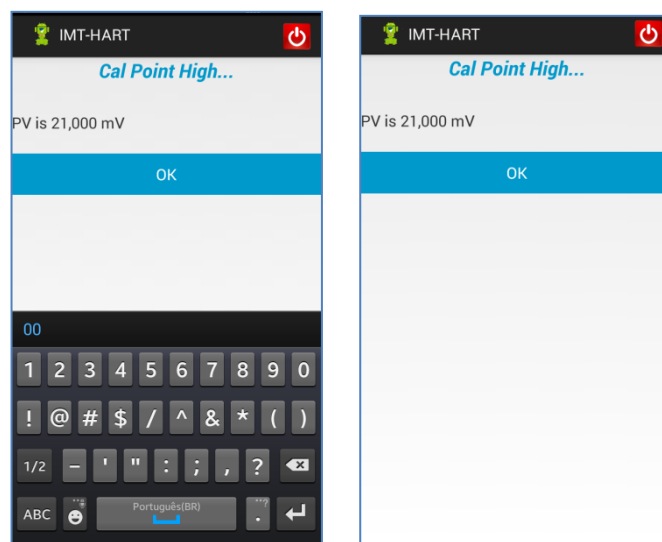 IMT-HART
Cal Point High...
PV is 21,000 mV
OK
00
1 2 3 4 5 6 7 8 9 0
! @ # $ / ^ & * ( )
1/2 - ' " : ; , ?
ABC Português(BR) .
IMT-HART
Cal Point High...
PV is 21,000 mV
OK